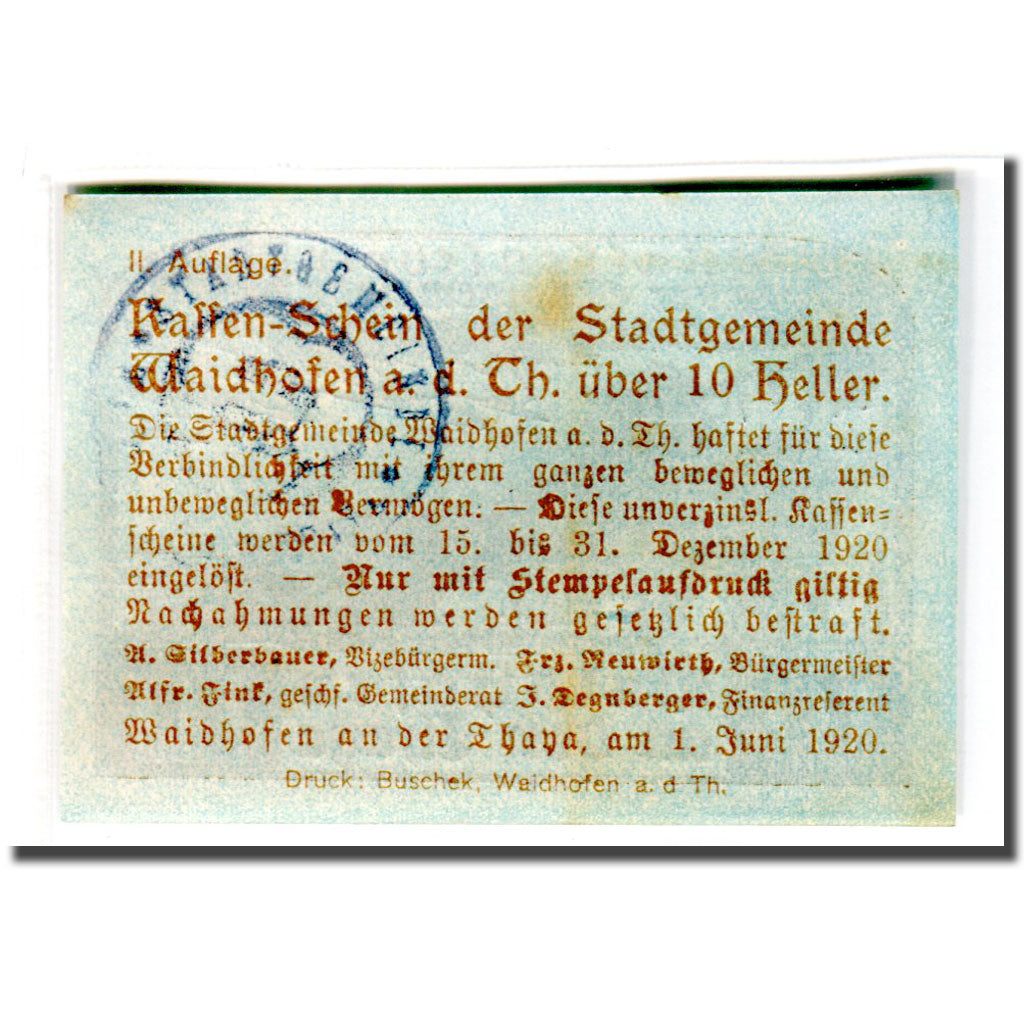 II. Auflage.
STADTGEMEINDE
Kassen-Schein der Stadtgemeinde
Waidhofen a. d. Th. über 10 Heller.
Die Stadtgemeinde Waidhofen a. d. Th. haftet für diese
Verbindlichkeit mit ihrem ganzen beweglichen und
unbeweglichen Vermögen. — Diese unverzinsl. Kassen-
scheine werden vom 15. bis 31. Dezember 1920
eingelöst. — Nur mit Stempelaufdruck giltig
Nachahmungen werden gesetzlich bestraft.
A. Silberbauer, Vizebürgerm. Frz. Neuwirth, Bürgermeister
Alfr. Fink, geschf. Gemeinderat J. Degnberger, Finanzreferent
Waidhofen an der Thaya, am 1. Juni 1920.
Druck: Buschek, Waidhofen a. d Th.